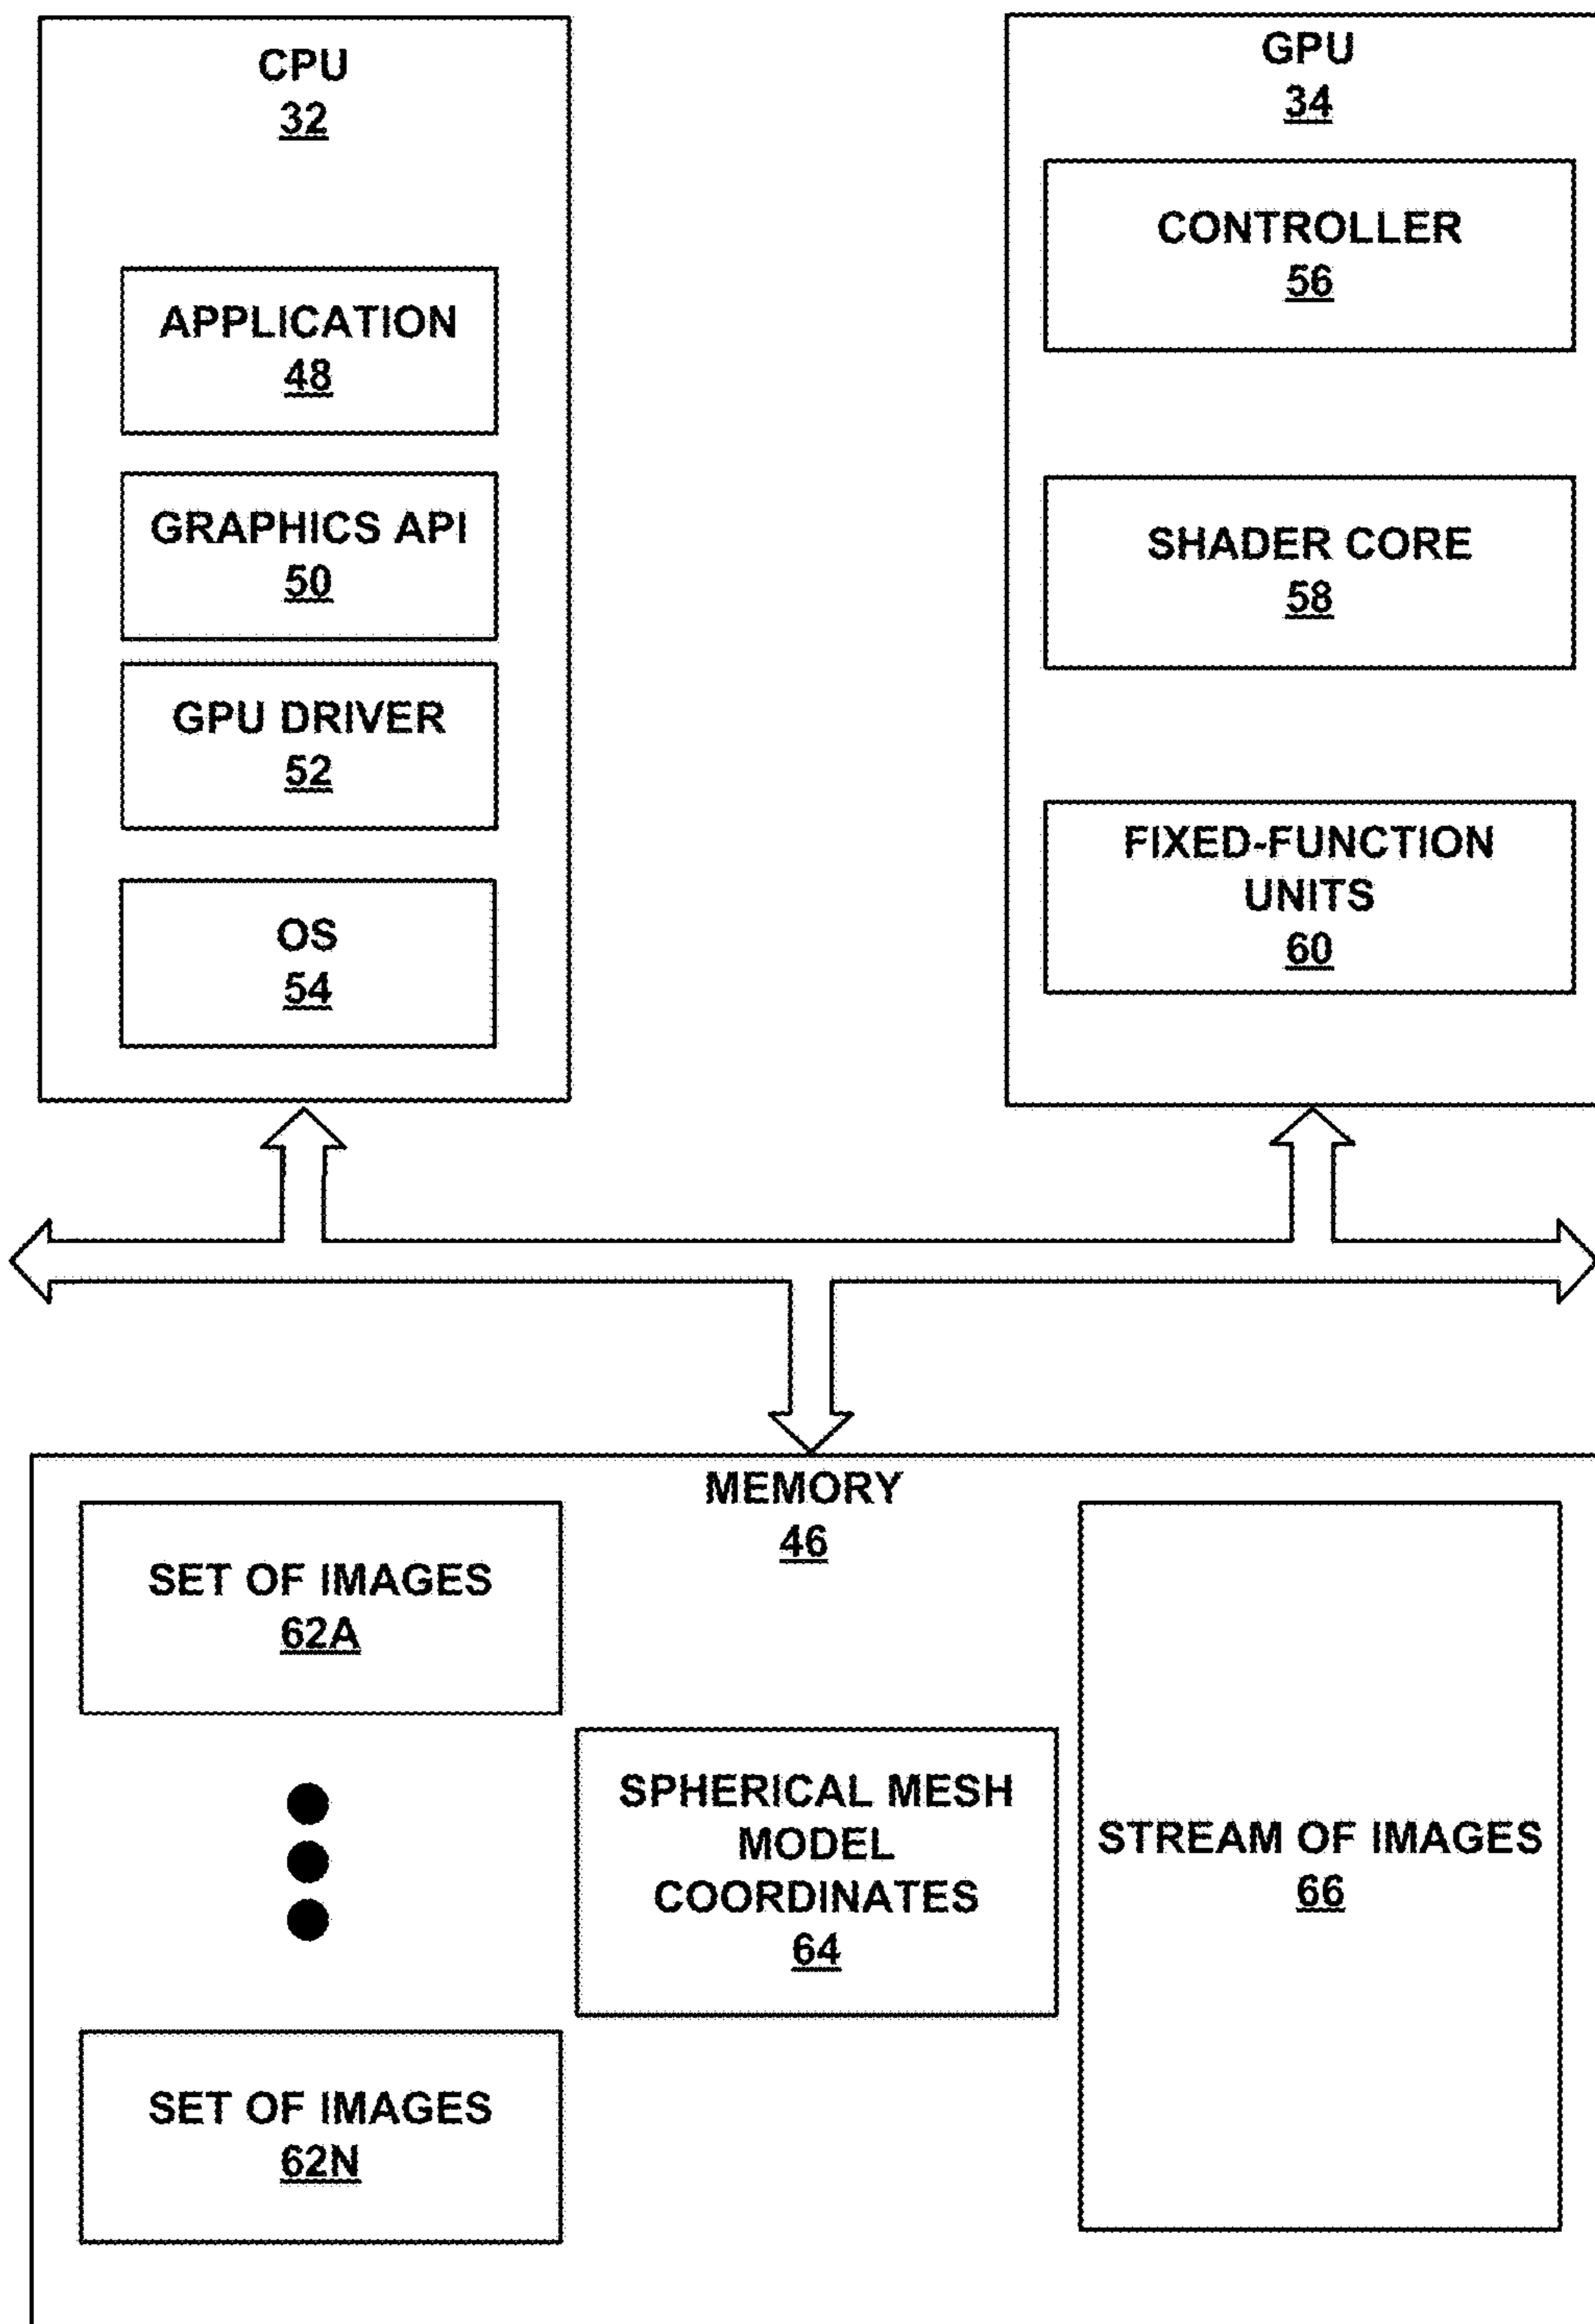 CPU
32
APPLICATION
48
GRAPHICS API
50
GPU DRIVER
52
OS
54
GPU
34
CONTROLLER
56
SHADER CORE
58
FIXED-FUNCTION
UNITS
60
MEMORY
46
SET OF IMAGES
62A
SPHERICAL MESH
MODEL
COORDINATES
64
STREAM OF IMAGES
66
SET OF IMAGES
62N